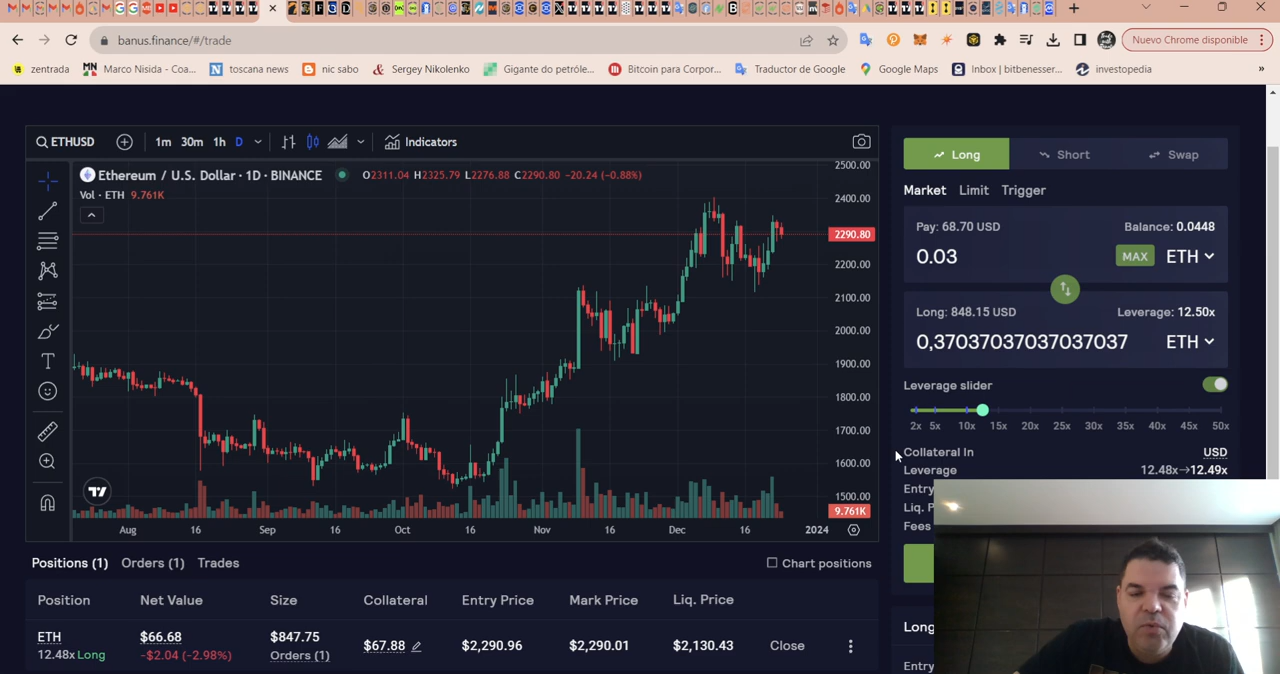 banus.finance/#/trade
Nuevo Chrome disponible
zentrada
Marco Nisida - Coa...
toscana news
nic sabo
Sergey Nikolenko
Gigante do petróle...
Bitcoin para Corpor...
Traductor de Google
Google Maps
Inbox | bitbenesser...
investopedia
»
ETHUSD
1m 30m 1h D
Indicators
Ethereum / U.S. Dollar · 1D · BINANCE
O2311.04 H2325.79 L2276.88 C2290.80 −20.24 (−0.88%)
Vol · ETH 9.761K
2500.00
2400.00
2290.80
2200.00
2100.00
2000.00
1900.00
1800.00
1700.00
1600.00
1500.00
9.761K
Aug 16 Sep 16 Oct 16 Nov 16 Dec 16 2024
Long Short Swap
Market Limit Trigger
Pay: 68.70 USD Balance: 0.0448
0.03 MAX ETH
Long: 848.15 USD Leverage: 12.50x
0,37037037037037037 ETH
Leverage slider
2x 5x 10x 15x 20x 25x 30x 35x 40x 45x 50x
Collateral In USD
Leverage 12.48x→12.49x
Entry
Liq. P
Fees
Long
Entry
Positions (1) Orders (1) Trades
Chart positions
Position Net Value Size Collateral Entry Price Mark Price Liq. Price
ETH $66.68 $847.75 $67.88 $2,290.96 $2,290.01 $2,130.43 Close
12.48x Long -$2.04 (-2.98%) Orders (1)